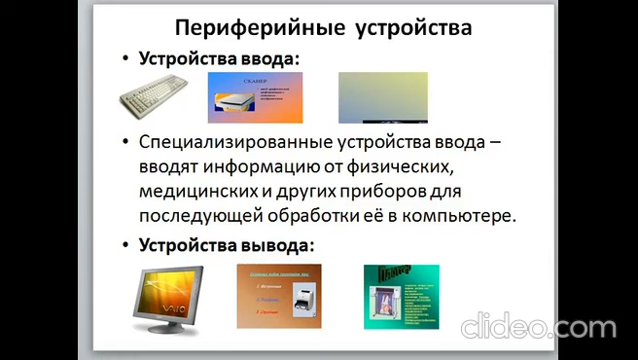 Периферийные устройства
• Устройства ввода:
СКАНЕР
• Специализированные устройства ввода –
вводят информацию от физических,
медицинских и других приборов для
последующей обработки её в компьютере.
• Устройства вывода:
VAIO
clideo.com